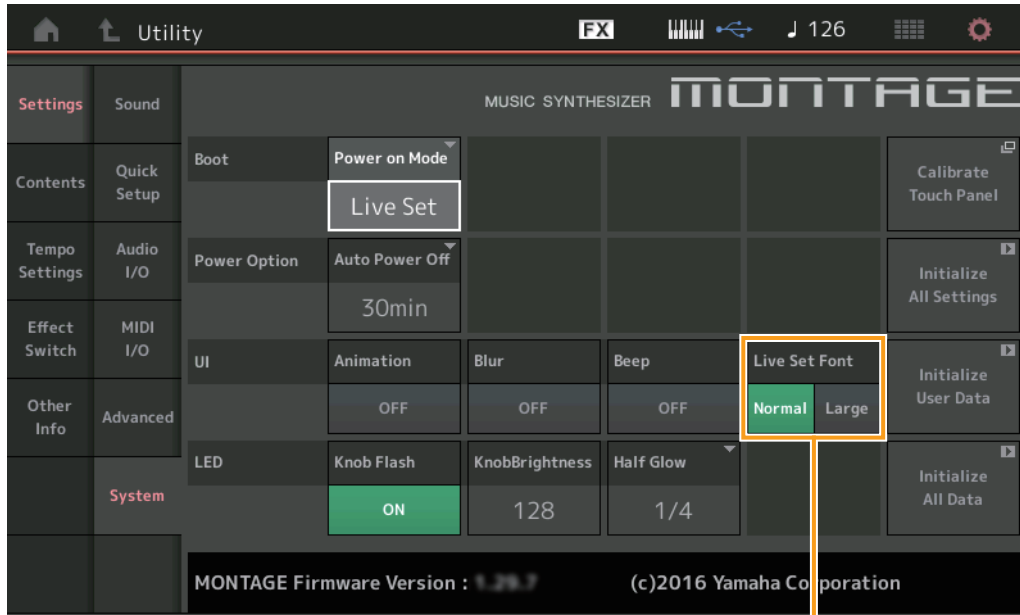 Utility
FX
126
Settings
Sound
MUSIC SYNTHESIZER MONTAGE
Contents
Quick
Setup
Boot
Power on Mode
Live Set
Calibrate
Touch Panel
Tempo
Settings
Audio
I/O
Power Option
Auto Power Off
30min
Initialize
All Settings
Effect
Switch
MIDI
I/O
UI
Animation
OFF
Blur
OFF
Beep
OFF
Live Set Font
Normal Large
Initialize
User Data
Other
Info
Advanced
LED
Knob Flash
ON
KnobBrightness
128
Half Glow
1/4
Initialize
All Data
System
MONTAGE Firmware Version :
(c)2016 Yamaha Corporation